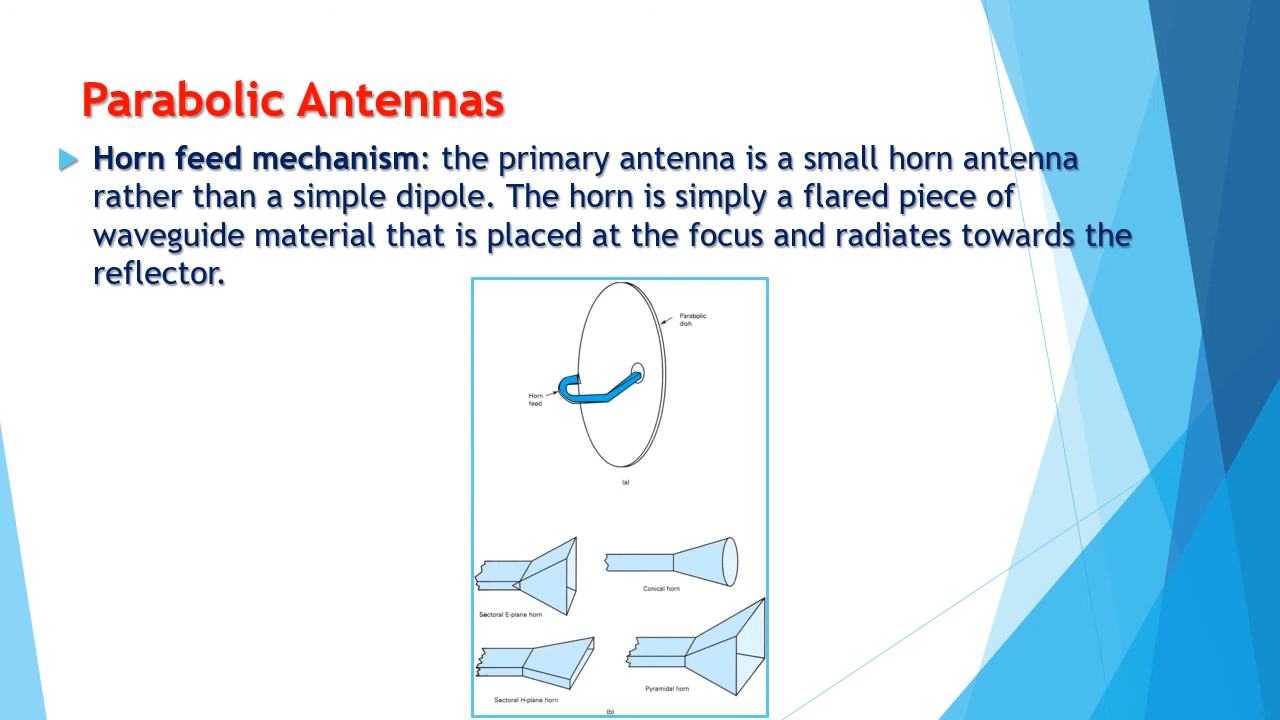 Parabolic Antennas
Horn feed mechanism: the primary antenna is a small horn antenna
rather than a simple dipole. The horn is simply a flared piece of
waveguide material that is placed at the focus and radiates towards the
reflector.
Parabolic
dish
Horn
feed
(a)
Sectoral E-plane horn
Conical horn
Sectoral H-plane horn
Pyramidal horn
(b)